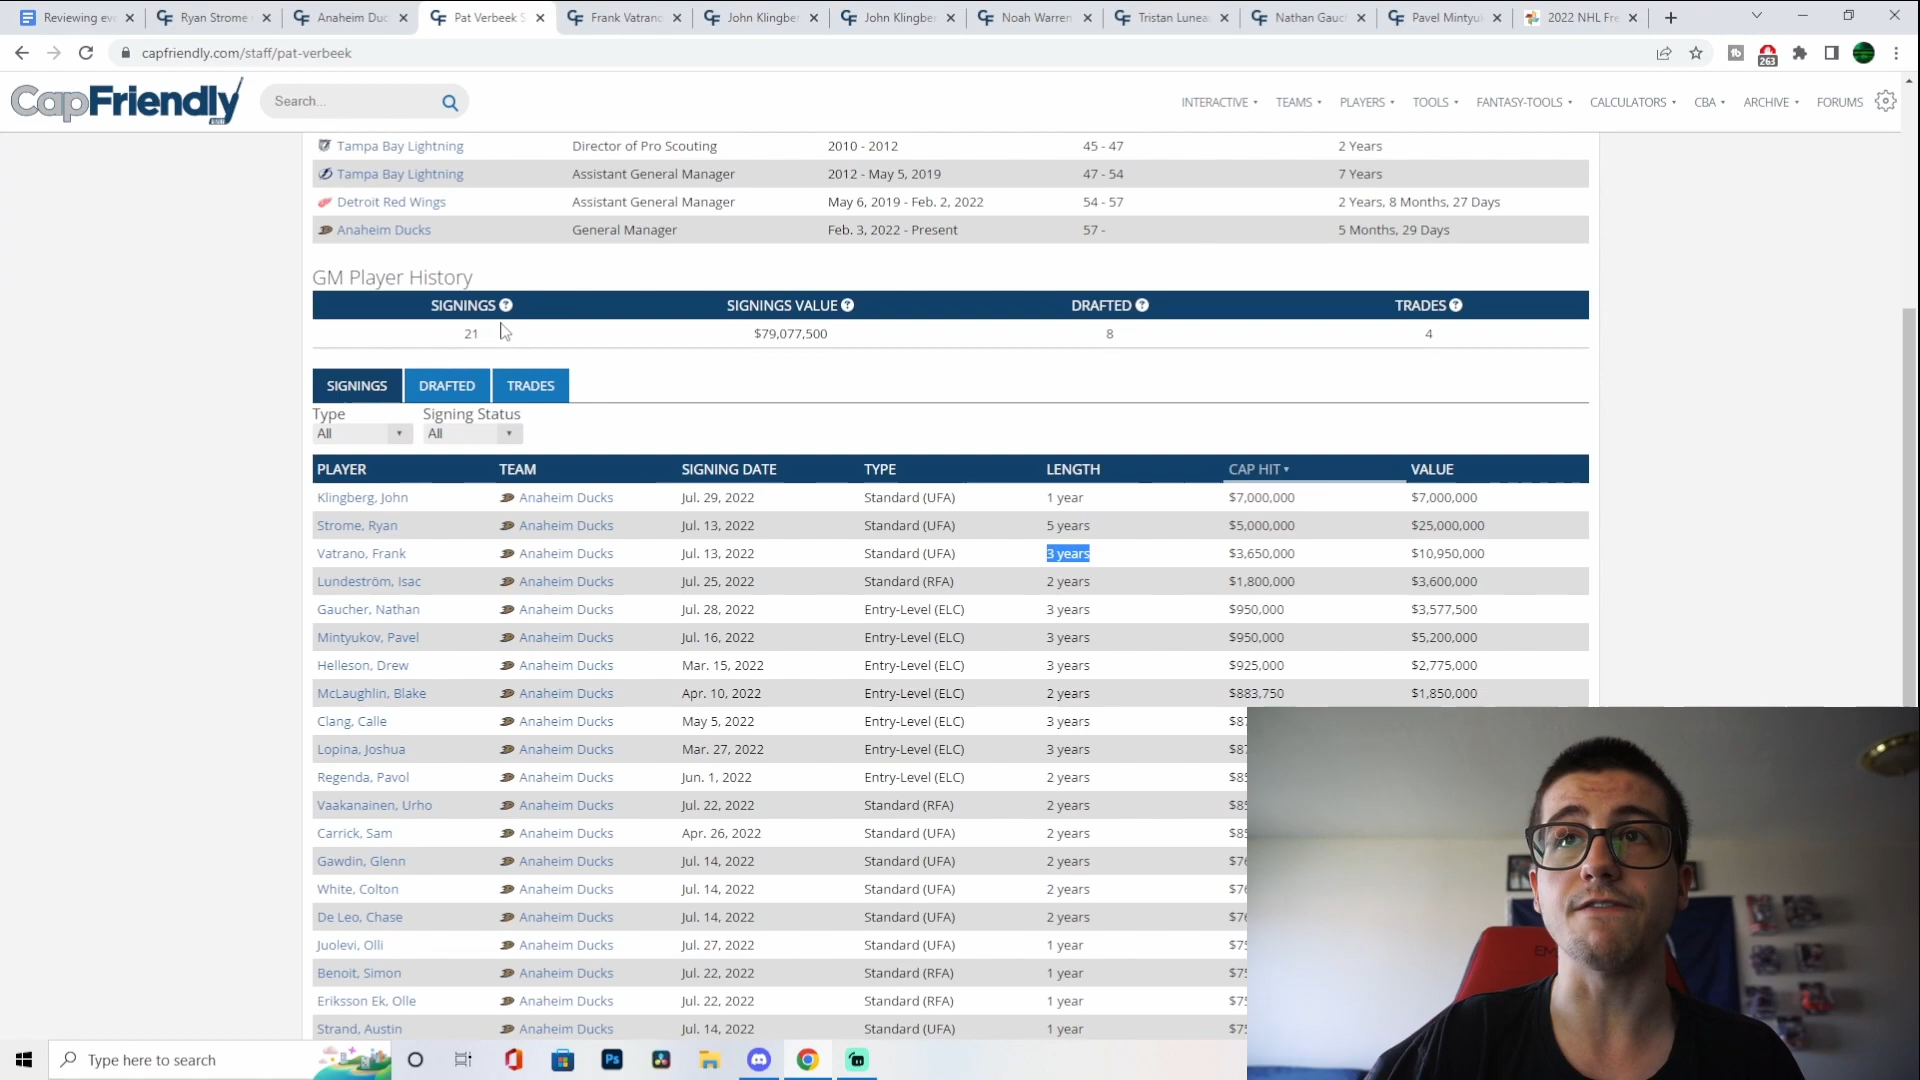 Reviewing ev
Ryan Strome
Anaheim Duc
Pat Verbeek S
Frank Vatrano
John Klingber
John Klingber
Noah Warren
Tristan Lunea
Nathan Gauc
Pavel Mintyu
2022 NHL Fre
capfriendly.com/staff/pat-verbeek
263
CapFriendly
Search...
INTERACTIVE
TEAMS
PLAYERS
TOOLS
FANTASY-TOOLS
CALCULATORS
CBA
ARCHIVE
FORUMS
Tampa Bay Lightning Director of Pro Scouting 2010 - 2012 45 - 47 2 Years
Tampa Bay Lightning Assistant General Manager 2012 - May 5, 2019 47 - 54 7 Years
Detroit Red Wings Assistant General Manager May 6, 2019 - Feb. 2, 2022 54 - 57 2 Years, 8 Months, 27 Days
Anaheim Ducks General Manager Feb. 3, 2022 - Present 57 - 5 Months, 29 Days
GM Player History
SIGNINGS ? SIGNINGS VALUE ? DRAFTED ? TRADES ?
21 $79,077,500 8 4
SIGNINGS DRAFTED TRADES
Type Signing Status
All All
PLAYER TEAM SIGNING DATE TYPE LENGTH CAP HIT VALUE
Klingberg, John Anaheim Ducks Jul. 29, 2022 Standard (UFA) 1 year $7,000,000 $7,000,000
Strome, Ryan Anaheim Ducks Jul. 13, 2022 Standard (UFA) 5 years $5,000,000 $25,000,000
Vatrano, Frank Anaheim Ducks Jul. 13, 2022 Standard (UFA) 3 years $3,650,000 $10,950,000
Lundeström, Isac Anaheim Ducks Jul. 25, 2022 Standard (RFA) 2 years $1,800,000 $3,600,000
Gaucher, Nathan Anaheim Ducks Jul. 28, 2022 Entry-Level (ELC) 3 years $950,000 $3,577,500
Mintyukov, Pavel Anaheim Ducks Jul. 16, 2022 Entry-Level (ELC) 3 years $950,000 $5,200,000
Helleson, Drew Anaheim Ducks Mar. 15, 2022 Entry-Level (ELC) 3 years $925,000 $2,775,000
McLaughlin, Blake Anaheim Ducks Apr. 10, 2022 Entry-Level (ELC) 2 years $883,750 $1,850,000
Clang, Calle Anaheim Ducks May 5, 2022 Entry-Level (ELC) 3 years $87
Lopina, Joshua Anaheim Ducks Mar. 27, 2022 Entry-Level (ELC) 3 years $87
Regenda, Pavol Anaheim Ducks Jun. 1, 2022 Entry-Level (ELC) 2 years $85
Vaakanainen, Urho Anaheim Ducks Jul. 22, 2022 Standard (RFA) 2 years $85
Carrick, Sam Anaheim Ducks Apr. 26, 2022 Standard (UFA) 2 years $85
Gawdin, Glenn Anaheim Ducks Jul. 14, 2022 Standard (UFA) 2 years $76
White, Colton Anaheim Ducks Jul. 14, 2022 Standard (UFA) 2 years $76
De Leo, Chase Anaheim Ducks Jul. 14, 2022 Standard (UFA) 2 years $76
Juolevi, Olli Anaheim Ducks Jul. 27, 2022 Standard (UFA) 1 year $75
Benoit, Simon Anaheim Ducks Jul. 22, 2022 Standard (RFA) 1 year $75
Eriksson Ek, Olle Anaheim Ducks Jul. 22, 2022 Standard (RFA) 1 year $75
Strand, Austin Anaheim Ducks Jul. 14, 2022 Standard (UFA) 1 year $75
Type here to search
Ps